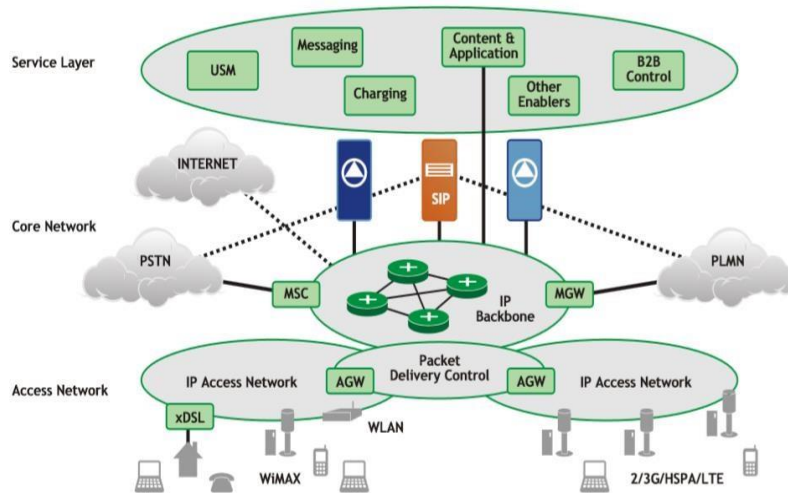 Service Layer
USM
Messaging
Charging
Content &
Application
Other
Enablers
B2B
Control
INTERNET
SIP
Core Network
PSTN
PLMN
MSC
MGW
IP
Backbone
Packet
Delivery Control
Access Network
IP Access Network
AGW
AGW
IP Access Network
xDSL
WLAN
WiMAX
2/3G/HSPA/LTE